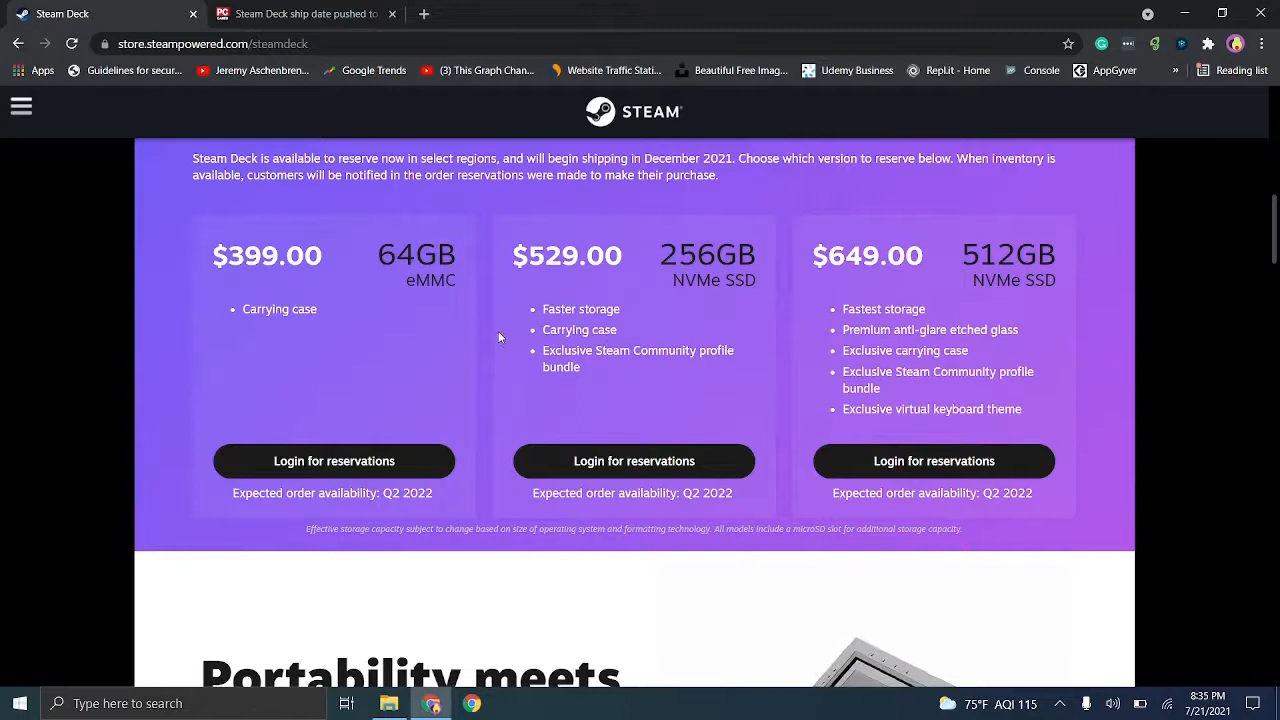 Steam Deck
PC GAMES
Steam Deck ship date pushed to
store.steampowered.com/steamdeck
Apps
Guidelines for secur...
Jeremy Aschenbren...
Google Trends
(3) This Graph Chan...
Website Traffic Stati...
Beautiful Free Imag...
Udemy Business
Replit - Home
Console
AppGyver
»
Reading list
STEAM
Steam Deck is available to reserve now in select regions, and will begin shipping in December 2021. Choose which version to reserve below. When inventory is
available, customers will be notified in the order reservations were made to make their purchase.
$399.00 64GB
eMMC
• Carrying case
Login for reservations
Expected order availability: Q2 2022
$529.00 256GB
NVMe SSD
• Faster storage
• Carrying case
• Exclusive Steam Community profile
bundle
Login for reservations
Expected order availability: Q2 2022
$649.00 512GB
NVMe SSD
• Fastest storage
• Premium anti-glare etched glass
• Exclusive carrying case
• Exclusive Steam Community profile
bundle
• Exclusive virtual keyboard theme
Login for reservations
Expected order availability: Q2 2022
Effective storage capacity subject to change based on size of operating system and formatting technology. All models include a microSD slot for additional storage capacity.
Portability meets
Type here to search
75°F AQI 115
8:35 PM
7/21/2021